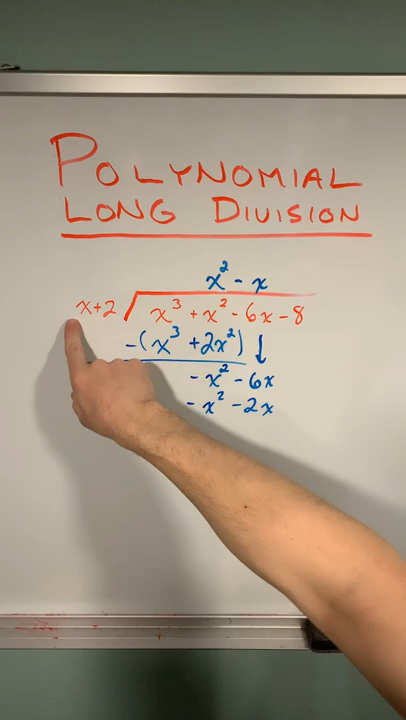 POLYNOMIAL
LONG DIVISION
x² - x
x+2 x³ + x² - 6x - 8
-(x³ + 2x²) ↓
- x² - 6x
- x² - 2x